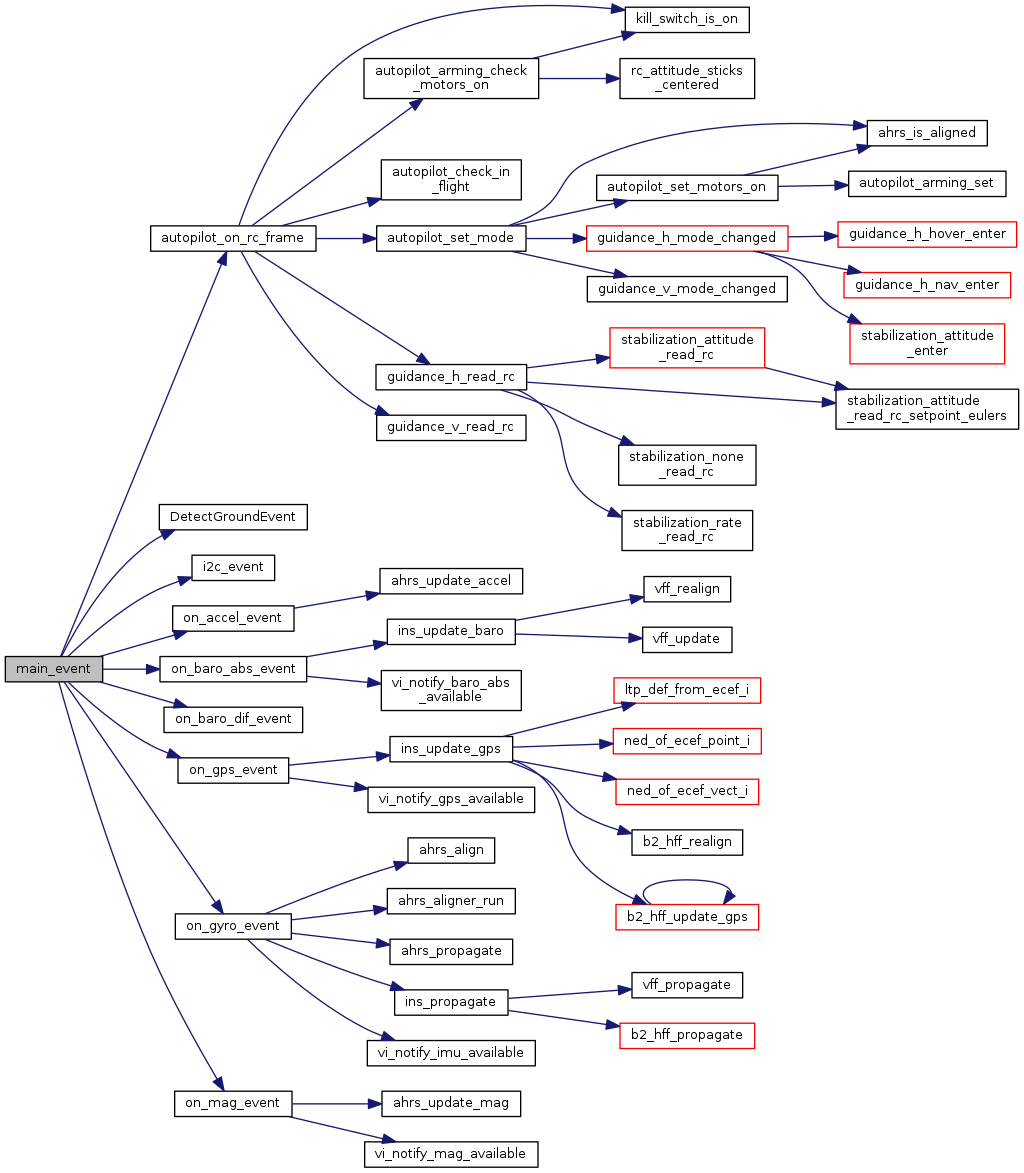 kill_switch_is_on
autopilot_arming_check
_motors_on
rc_attitude_sticks
_centered
ahrs_is_aligned
autopilot_check_in
_flight
autopilot_set_motors_on
autopilot_arming_set
autopilot_on_rc_frame
autopilot_set_mode
guidance_h_mode_changed
guidance_h_hover_enter
guidance_v_mode_changed
guidance_h_nav_enter
stabilization_attitude
_enter
stabilization_attitude
_read_rc
guidance_h_read_rc
stabilization_attitude
_read_rc_setpoint_eulers
guidance_v_read_rc
stabilization_none
_read_rc
stabilization_rate
_read_rc
DetectGroundEvent
i2c_event
ahrs_update_accel
on_accel_event
vff_realign
ins_update_baro
vff_update
main_event
on_baro_abs_event
vi_notify_baro_abs
_available
ltp_def_from_ecef_i
on_baro_dif_event
ins_update_gps
ned_of_ecef_point_i
on_gps_event
vi_notify_gps_available
ned_of_ecef_vect_i
b2_hff_realign
ahrs_align
ahrs_aligner_run
b2_hff_update_gps
on_gyro_event
ahrs_propagate
ins_propagate
vff_propagate
b2_hff_propagate
vi_notify_imu_available
on_mag_event
ahrs_update_mag
vi_notify_mag_available